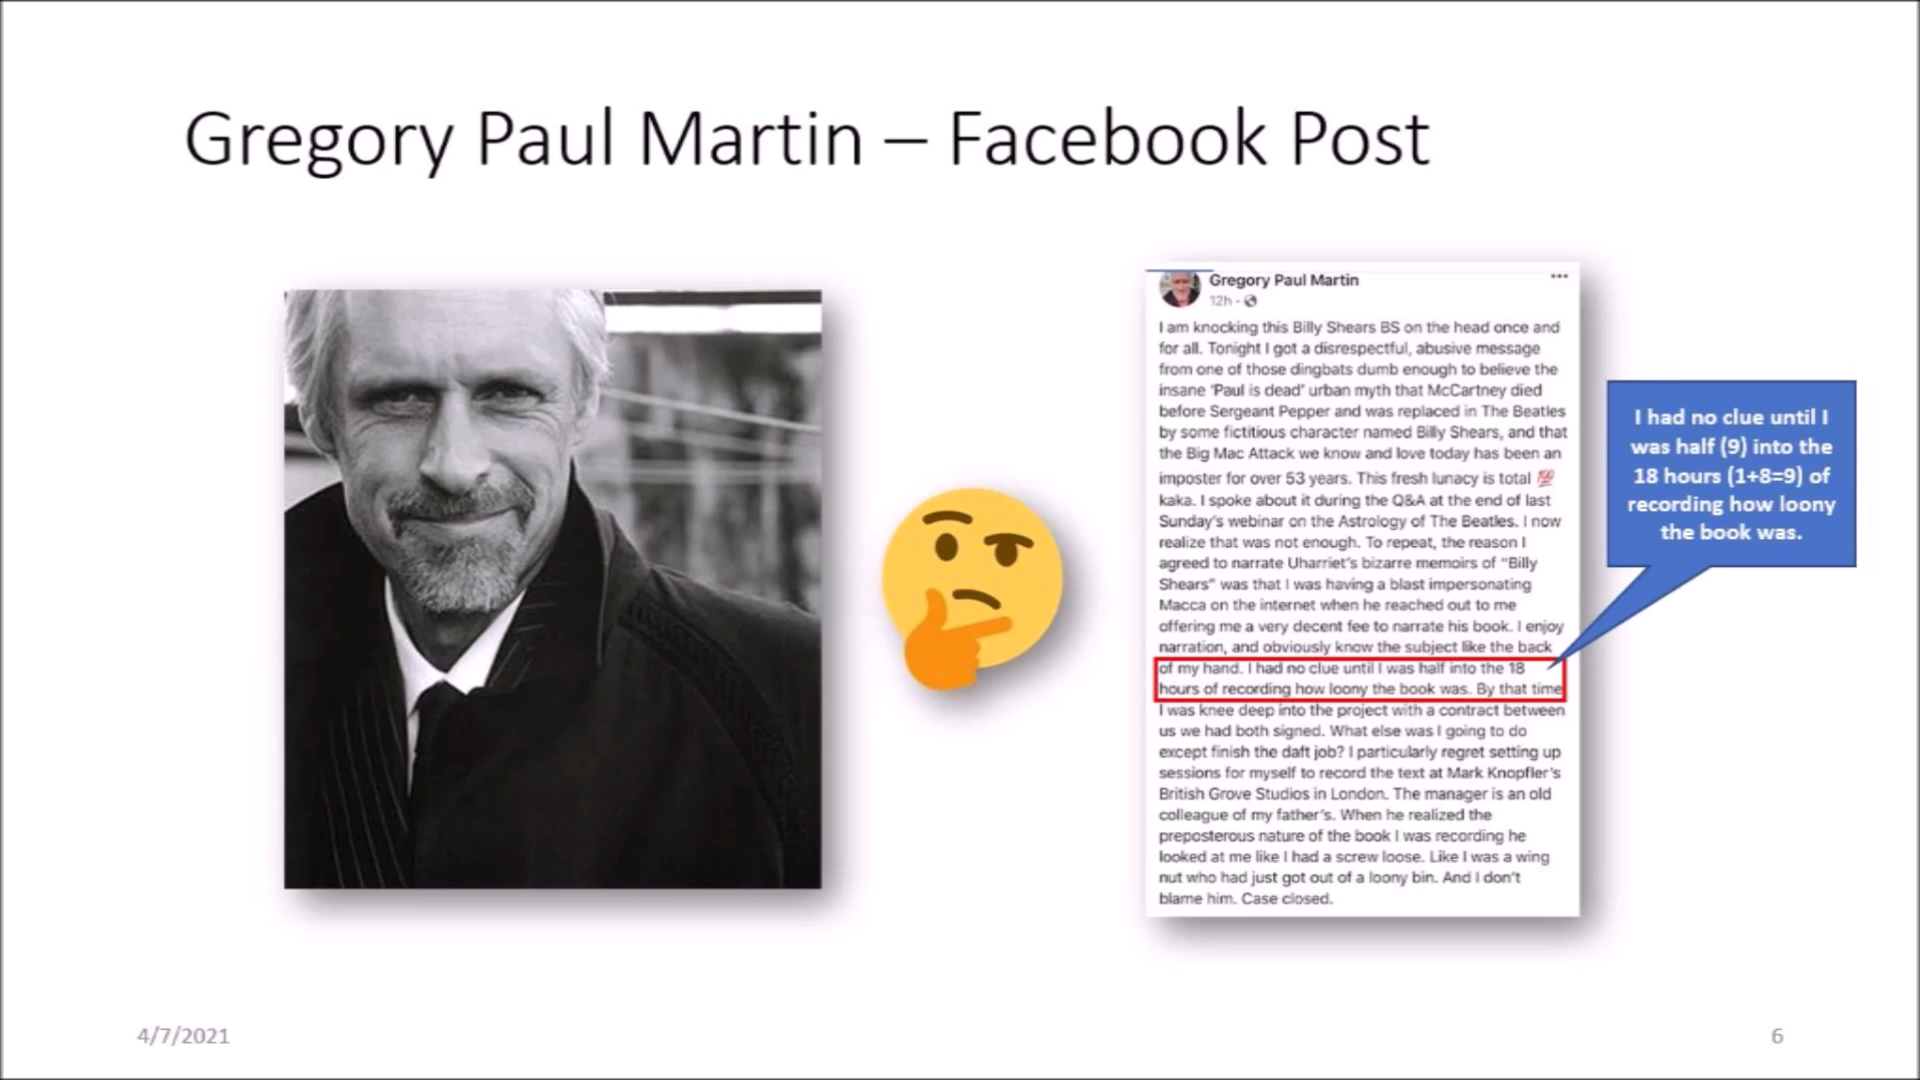 Gregory Paul Martin – Facebook Post
Gregory Paul Martin
12h ·
I am knocking this Billy Shears BS on the head once and
for all. Tonight I got a disrespectful, abusive message
from one of those dingbats dumb enough to believe the
insane 'Paul is dead' urban myth that McCartney died
before Sergeant Pepper and was replaced in The Beatles
by some fictitious character named Billy Shears, and that
the Big Mac Attack we know and love today has been an
imposter for over 53 years. This fresh lunacy is total 💯
kaka. I spoke about it during the Q&A at the end of last
Sunday's webinar on the Astrology of The Beatles. I now
realize that was not enough. To repeat, the reason I
agreed to narrate Uharriet's bizarre memoirs of "Billy
Shears" was that I was having a blast impersonating
Macca on the internet when he reached out to me
offering me a very decent fee to narrate his book. I enjoy
narration, and obviously know the subject like the back
of my hand. I had no clue until I was half into the 18
hours of recording how loony the book was. By that time
I was knee deep into the project with a contract between
us we had both signed. What else was I going to do
except finish the daft job? I particularly regret setting up
sessions for myself to record the text at Mark Knopfler's
British Grove Studios in London. The manager is an old
colleague of my father's. When he realized the
preposterous nature of the book I was recording he
looked at me like I had a screw loose. Like I was a wing
nut who had just got out of a loony bin. And I don't
blame him. Case closed.
I had no clue until I
was half (9) into the
18 hours (1+8=9) of
recording how loony
the book was.
4/7/2021
6